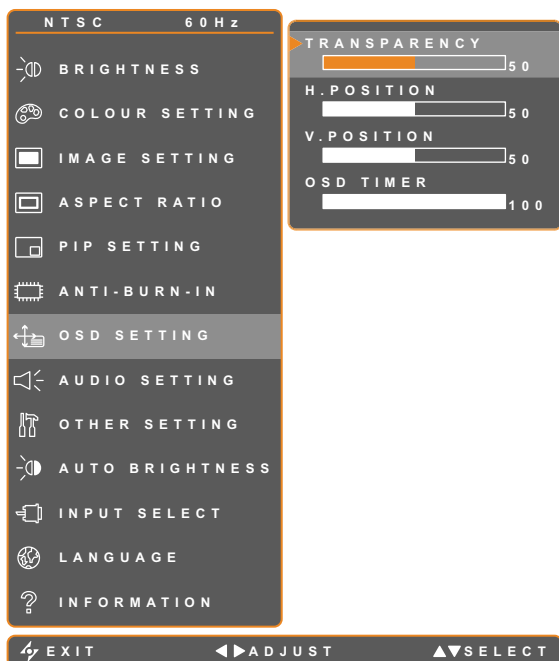 NTSC 60Hz
BRIGHTNESS
COLOUR SETTING
IMAGE SETTING
ASPECT RATIO
PIP SETTING
ANTI-BURN-IN
OSD SETTING
AUDIO SETTING
OTHER SETTING
AUTO BRIGHTNESS
INPUT SELECT
LANGUAGE
INFORMATION
TRANSPARENCY
50
H.POSITION
50
V.POSITION
50
OSD TIMER
100
EXIT ◀▶ADJUST ▲▼SELECT